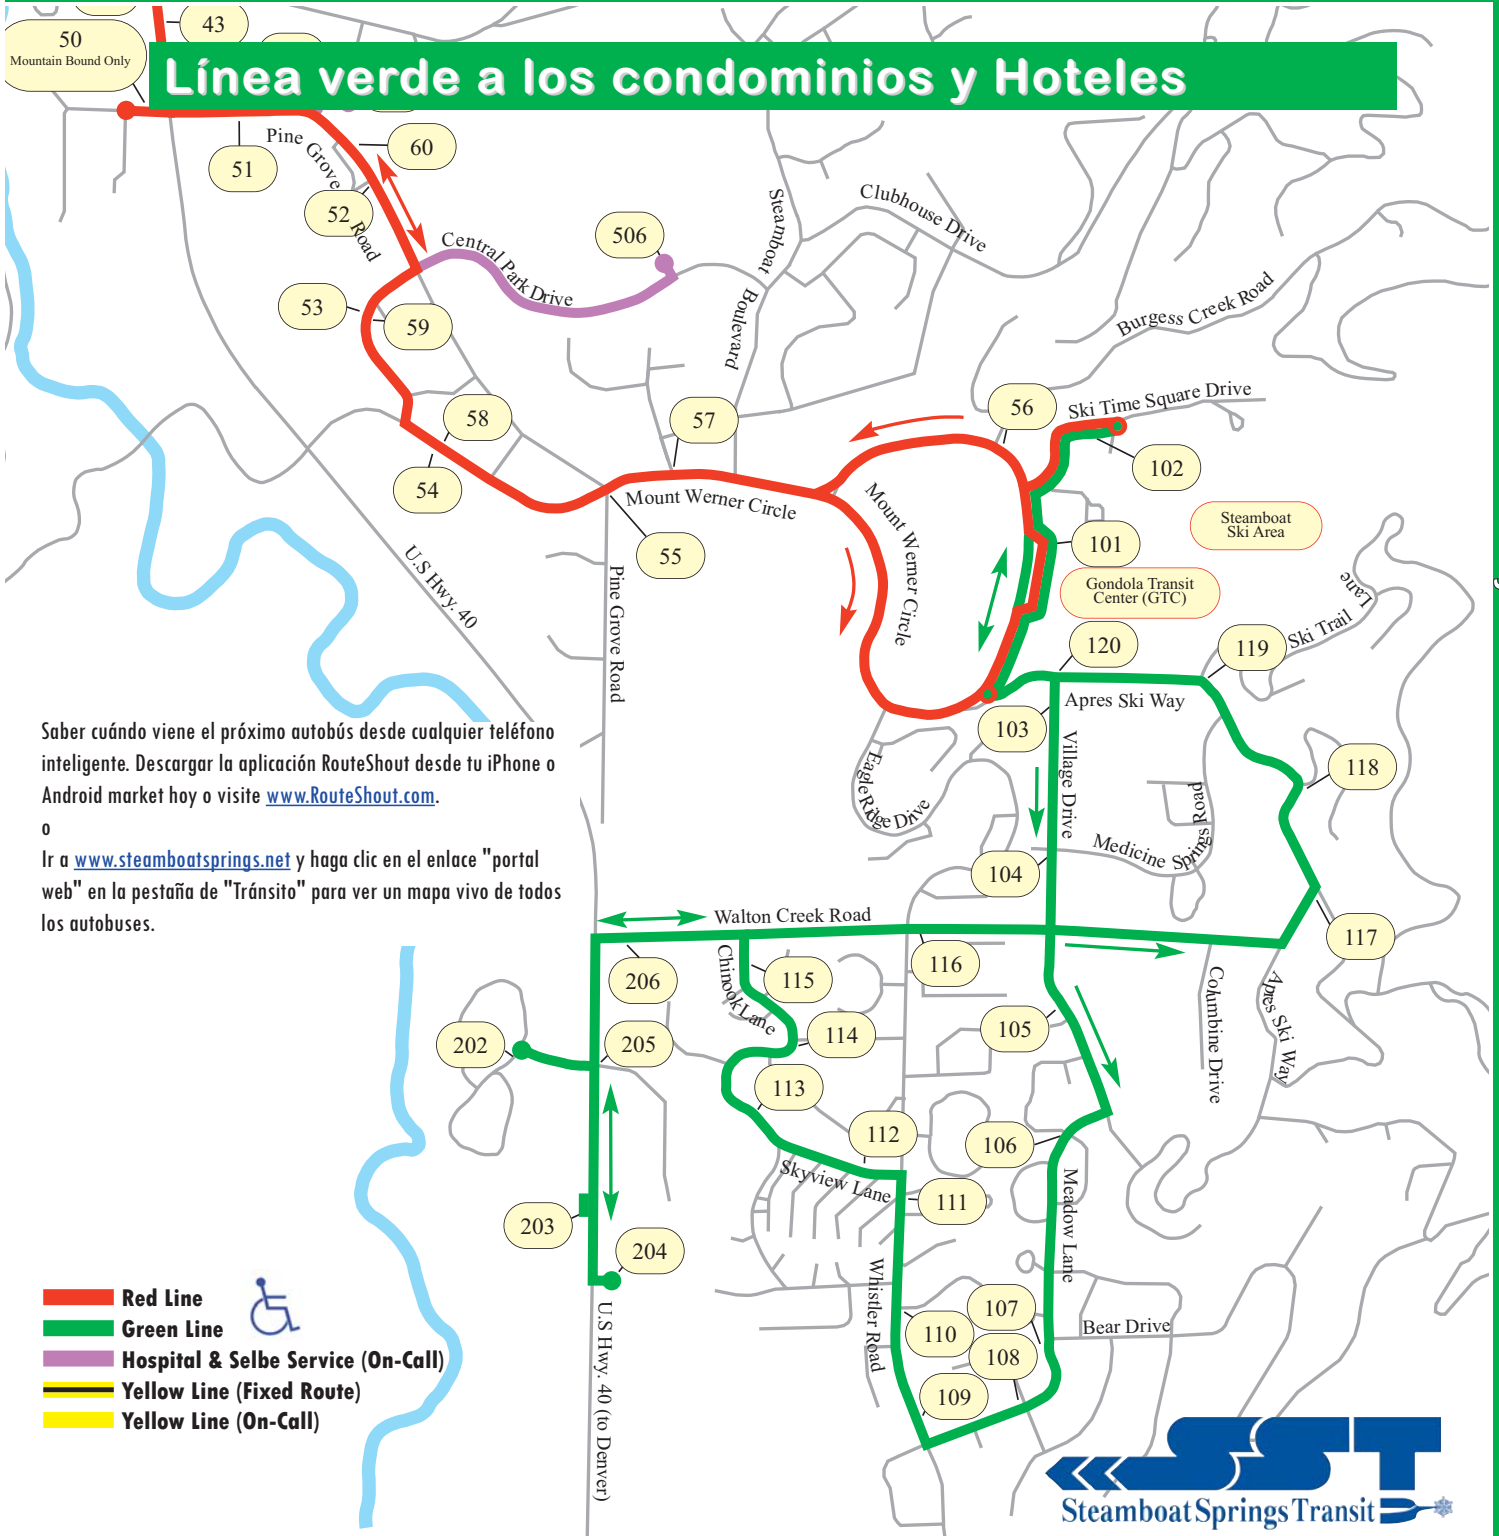 43
50
Mountain Bound Only
Línea verde a los condominios y Hoteles
51
Pine Grove Road
60
52
Central Park Drive
506
Steamboat Boulevard
Clubhouse Drive
Burgess Creek Road
53
59
58
57
56
Ski Time Square Drive
102
54
Mount Werner Circle
55
Mount Werner Circle
Steamboat
Ski Area
101
Gondola Transit
Center (GTC)
U.S Hwy. 40
Pine Grove Road
120
119
Ski Trail Lane
Apres Ski Way
103
Village Drive
Eagle Ridge Drive
118
Medicine Springs Road
104
Saber cuándo viene el próximo autobús desde cualquier teléfono
inteligente. Descargar la aplicación RouteShout desde tu iPhone o
Android market hoy o visite www.RouteShout.com.
o
Ir a www.steamboatsprings.net y haga clic en el enlace "portal
web" en la pestaña de "Tránsito" para ver un mapa vivo de todos
los autobuses.
Walton Creek Road
117
206
Chinook Lane
115
116
Columbine Drive
Apres Ski Way
202
205
114
105
113
112
106
Skyview Lane
111
Meadow Lane
203
204
Whistler Road
107
110
108
Bear Drive
109
U.S Hwy. 40 (to Denver)
Red Line
Green Line
Hospital & Selbe Service (On-Call)
Yellow Line (Fixed Route)
Yellow Line (On-Call)
SST
Steamboat Springs Transit